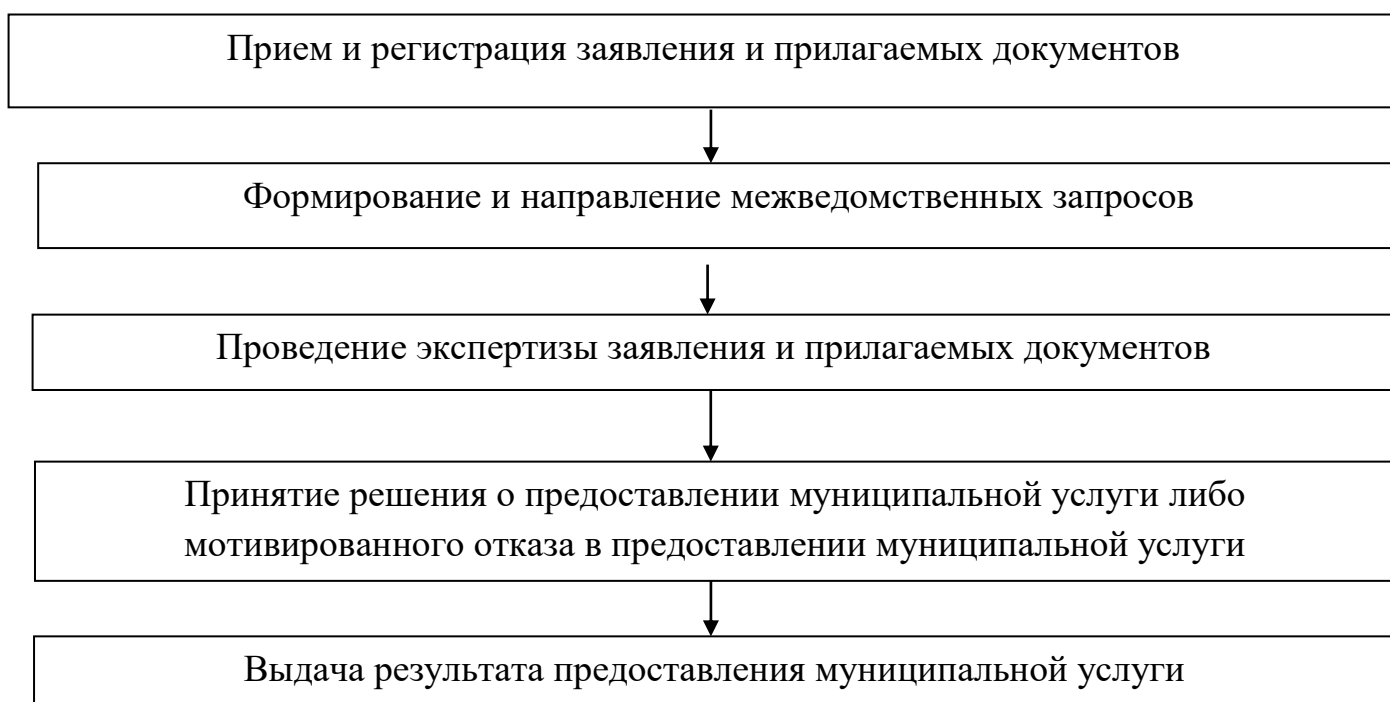 Прием и регистрация заявления и прилагаемых документов
Формирование и направление межведомственных запросов
Проведение экспертизы заявления и прилагаемых документов
Принятие решения о предоставлении муниципальной услуги либо
мотивированного отказа в предоставлении муниципальной услуги
Выдача результата предоставления муниципальной услуги